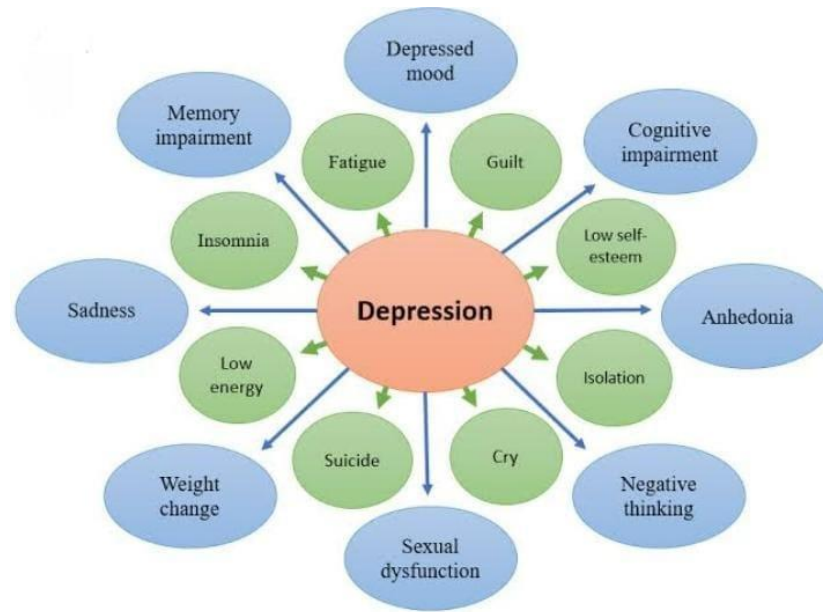 Depressed
mood
Memory
impairment
Cognitive
impairment
Fatigue
Guilt
Insomnia
Low self-
esteem
Sadness
Depression
Anhedonia
Low
energy
Isolation
Suicide
Cry
Weight
change
Negative
thinking
Sexual
dysfunction